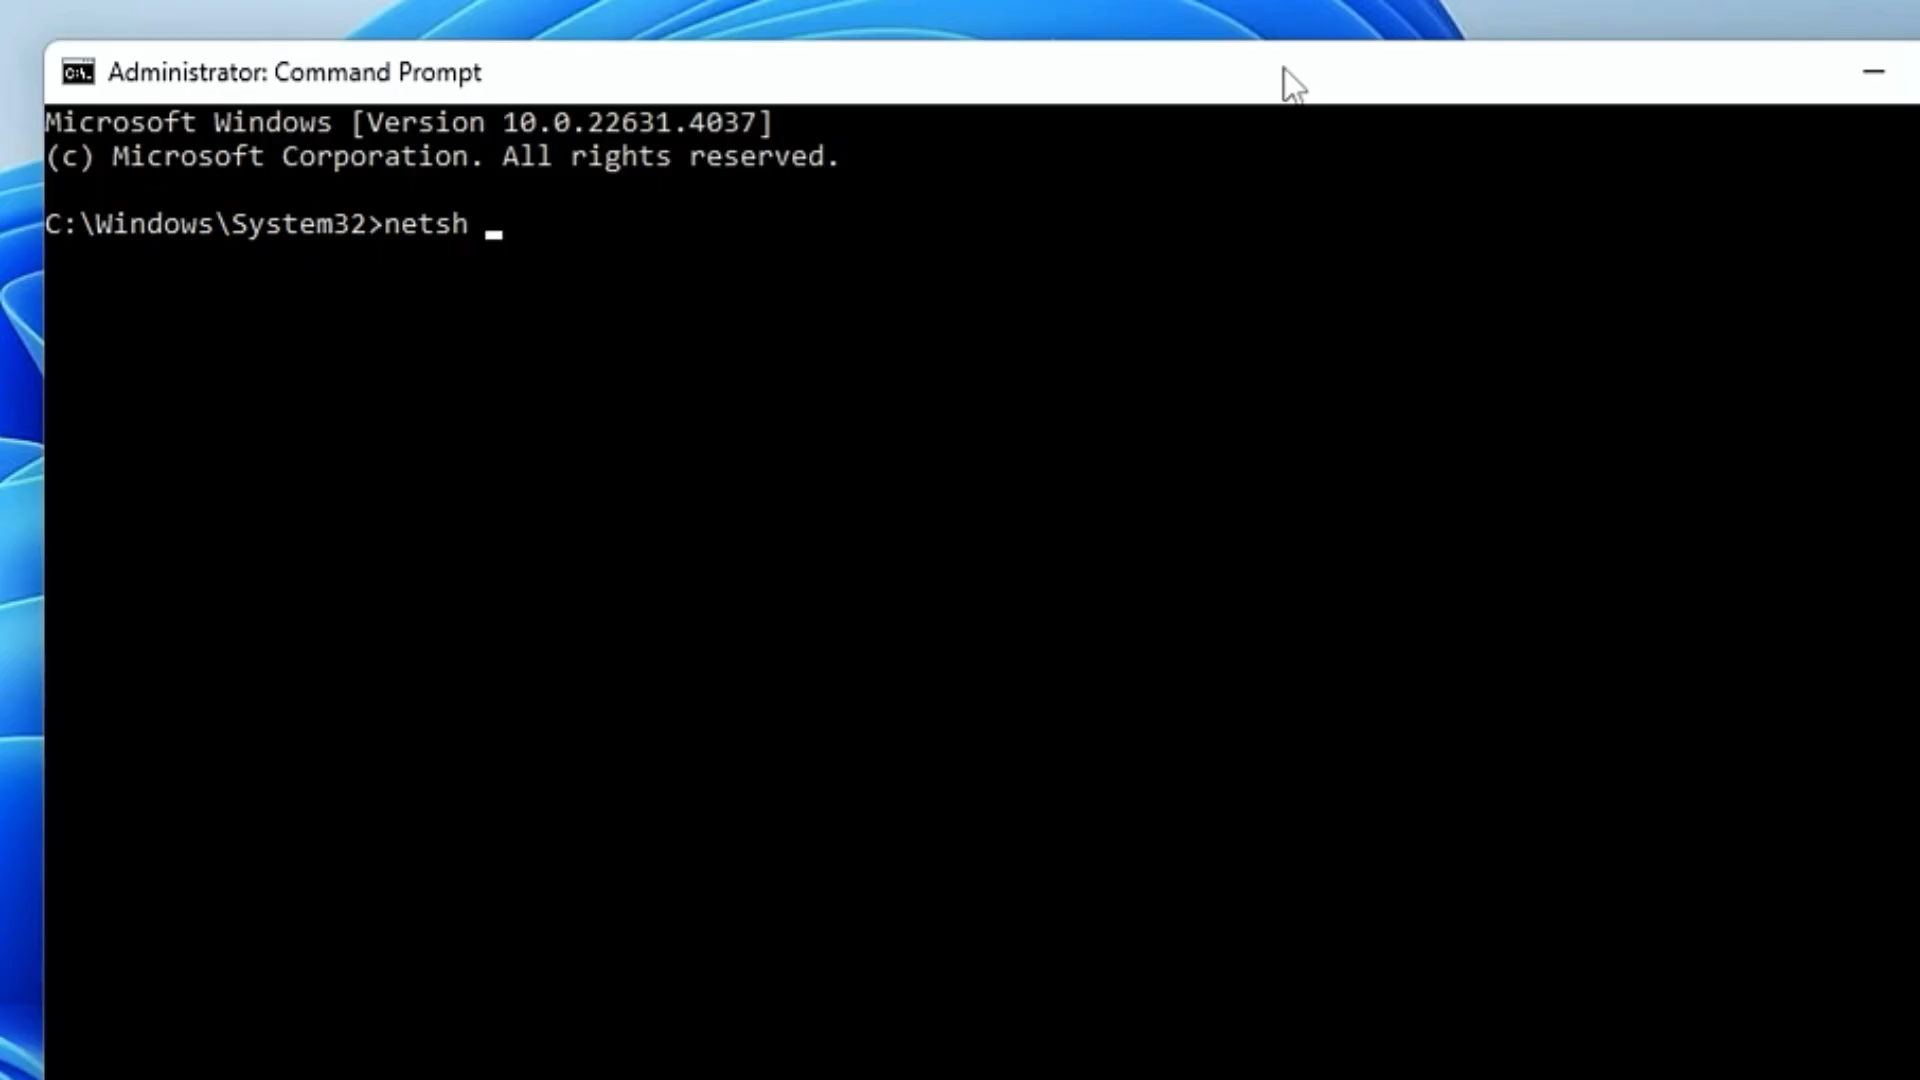 Administrator: Command Prompt
Microsoft Windows [Version 10.0.22631.4037]
(c) Microsoft Corporation. All rights reserved.
C:\Windows\System32>netsh